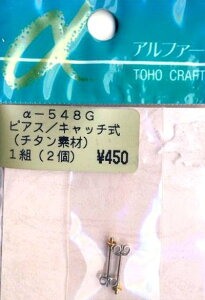 α
アルファー
TOHO CRAFT
α-548G
ピアス/キャッチ式
(チタン素材)
1組(2個) ¥450